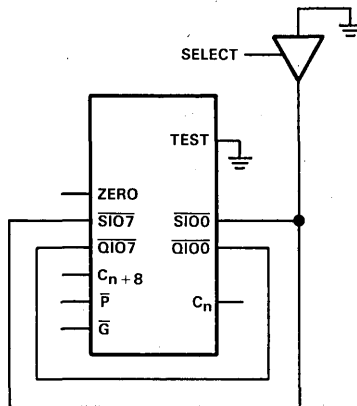 SELECT
TEST
ZERO
SIO7 SIO0
QIO7 QIO0
Cn+8
P Cn
G